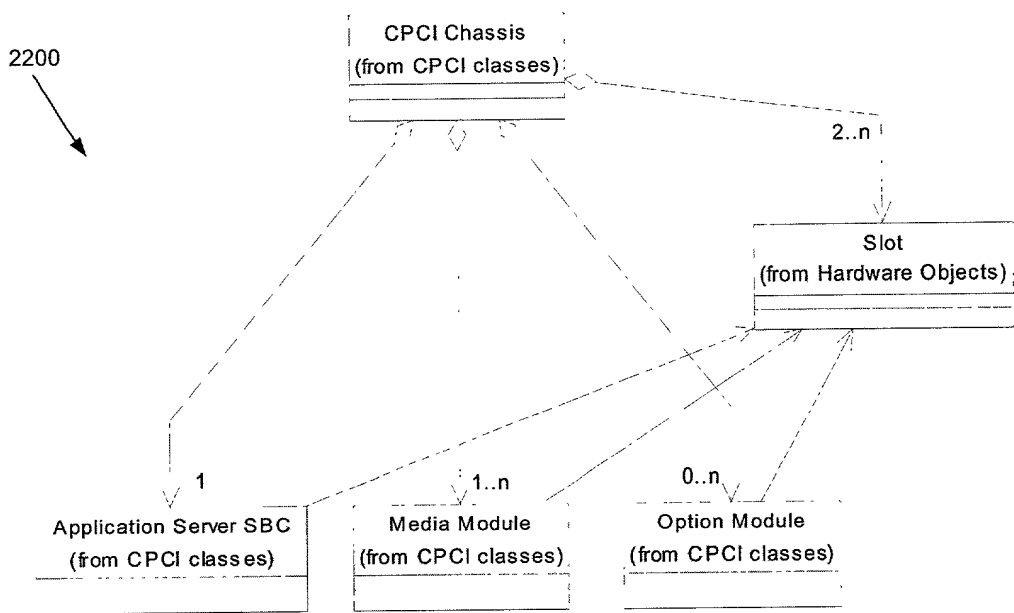 CPCI Chassis
(from CPCI classes)
2200
2..n
Slot
(from Hardware Objects)
1
1..n
0..n
Application Server SBC
(from CPCI classes)
Media Module
(from CPCI classes)
Option Module
(from CPCI classes)